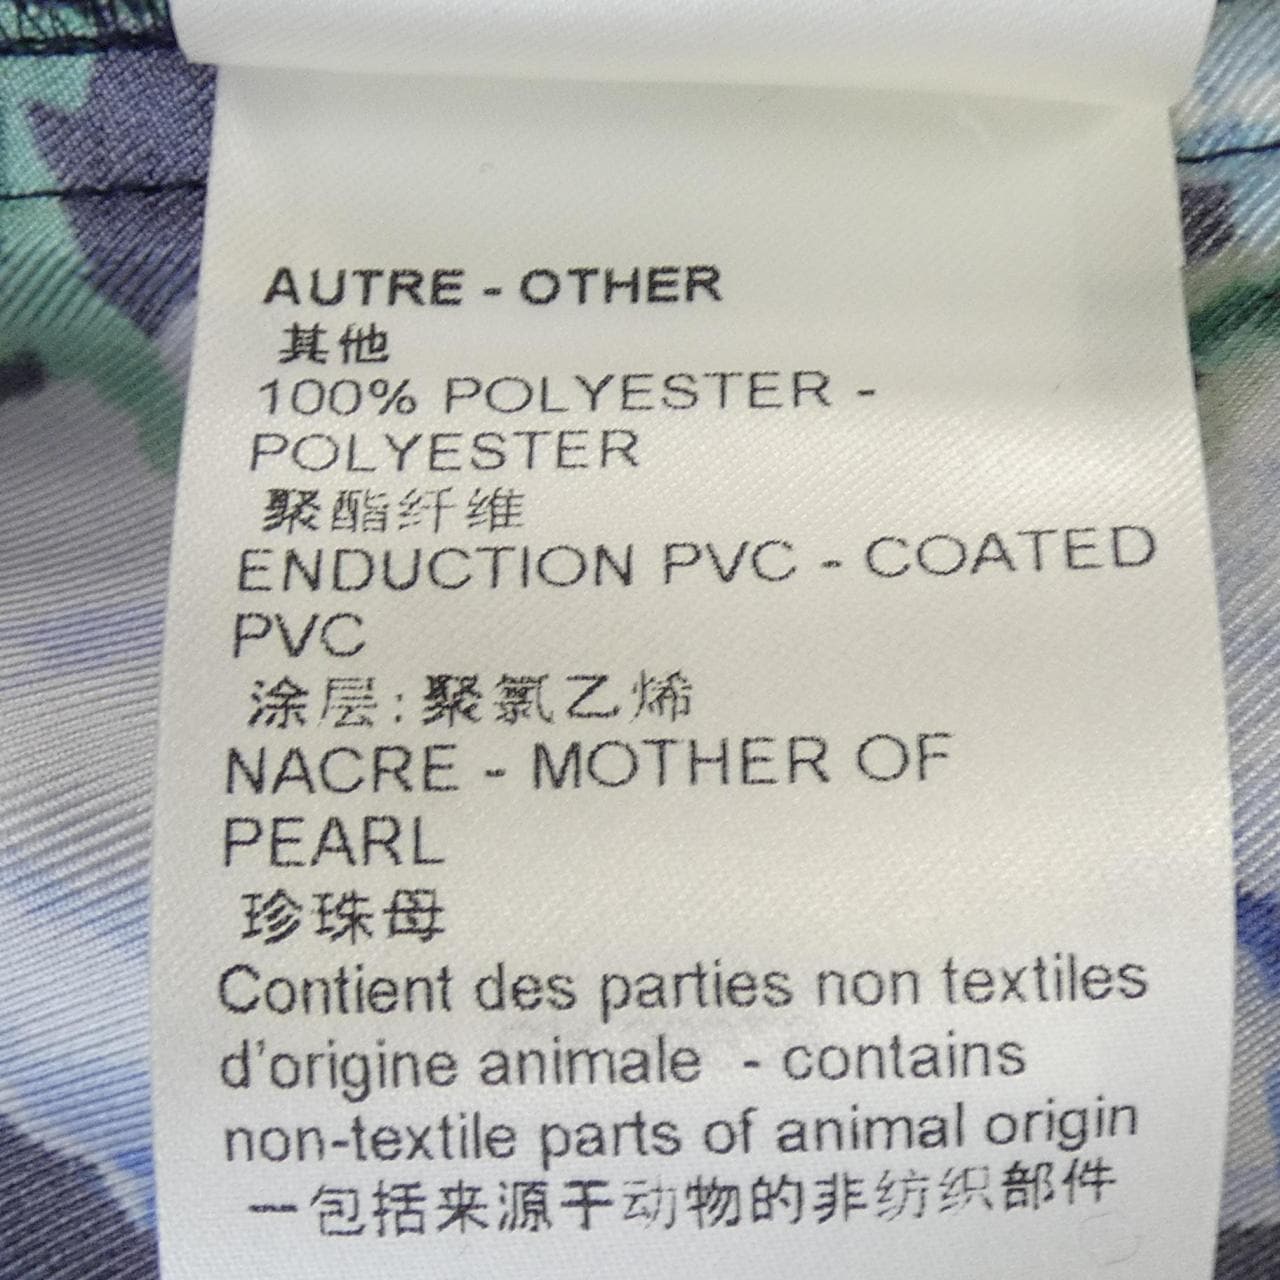 AUTRE - OTHER
其他
100% POLYESTER -
POLYESTER
聚酯纤维
ENDUCTION PVC - COATED
PVC
涂层:聚氯乙烯
NACRE - MOTHER OF
PEARL
珍珠母
Contient des parties non textiles
d'origine animale - contains
non-textile parts of animal origin
一包括来源于动物的非纺织部件